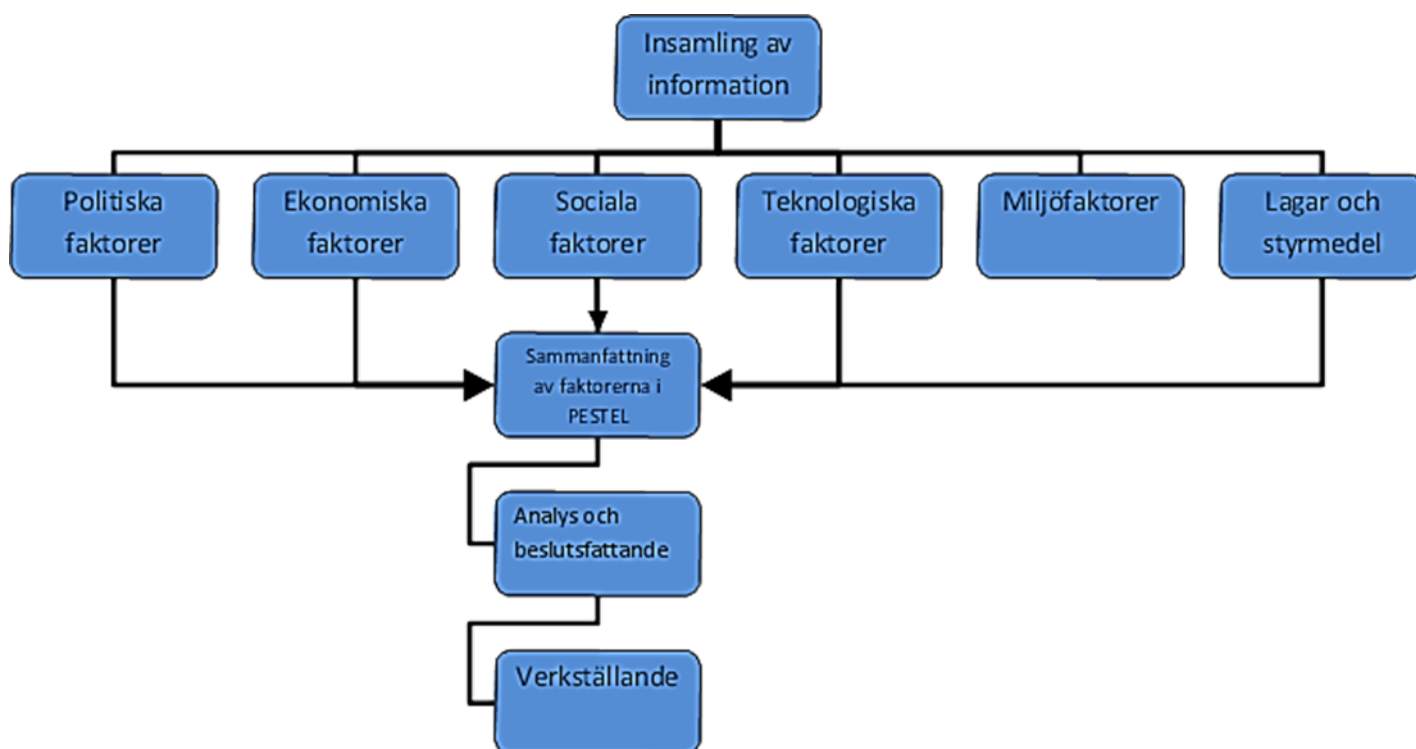 Insamling av
information
Politiska
faktorer
Ekonomiska
faktorer
Sociala
faktorer
Teknologiska
faktorer
Miljöfaktorer
Lagar och
styrmedel
Sammanfattning
av faktorerna i
PESTEL
Analys och
beslutsfattande
Verkställande